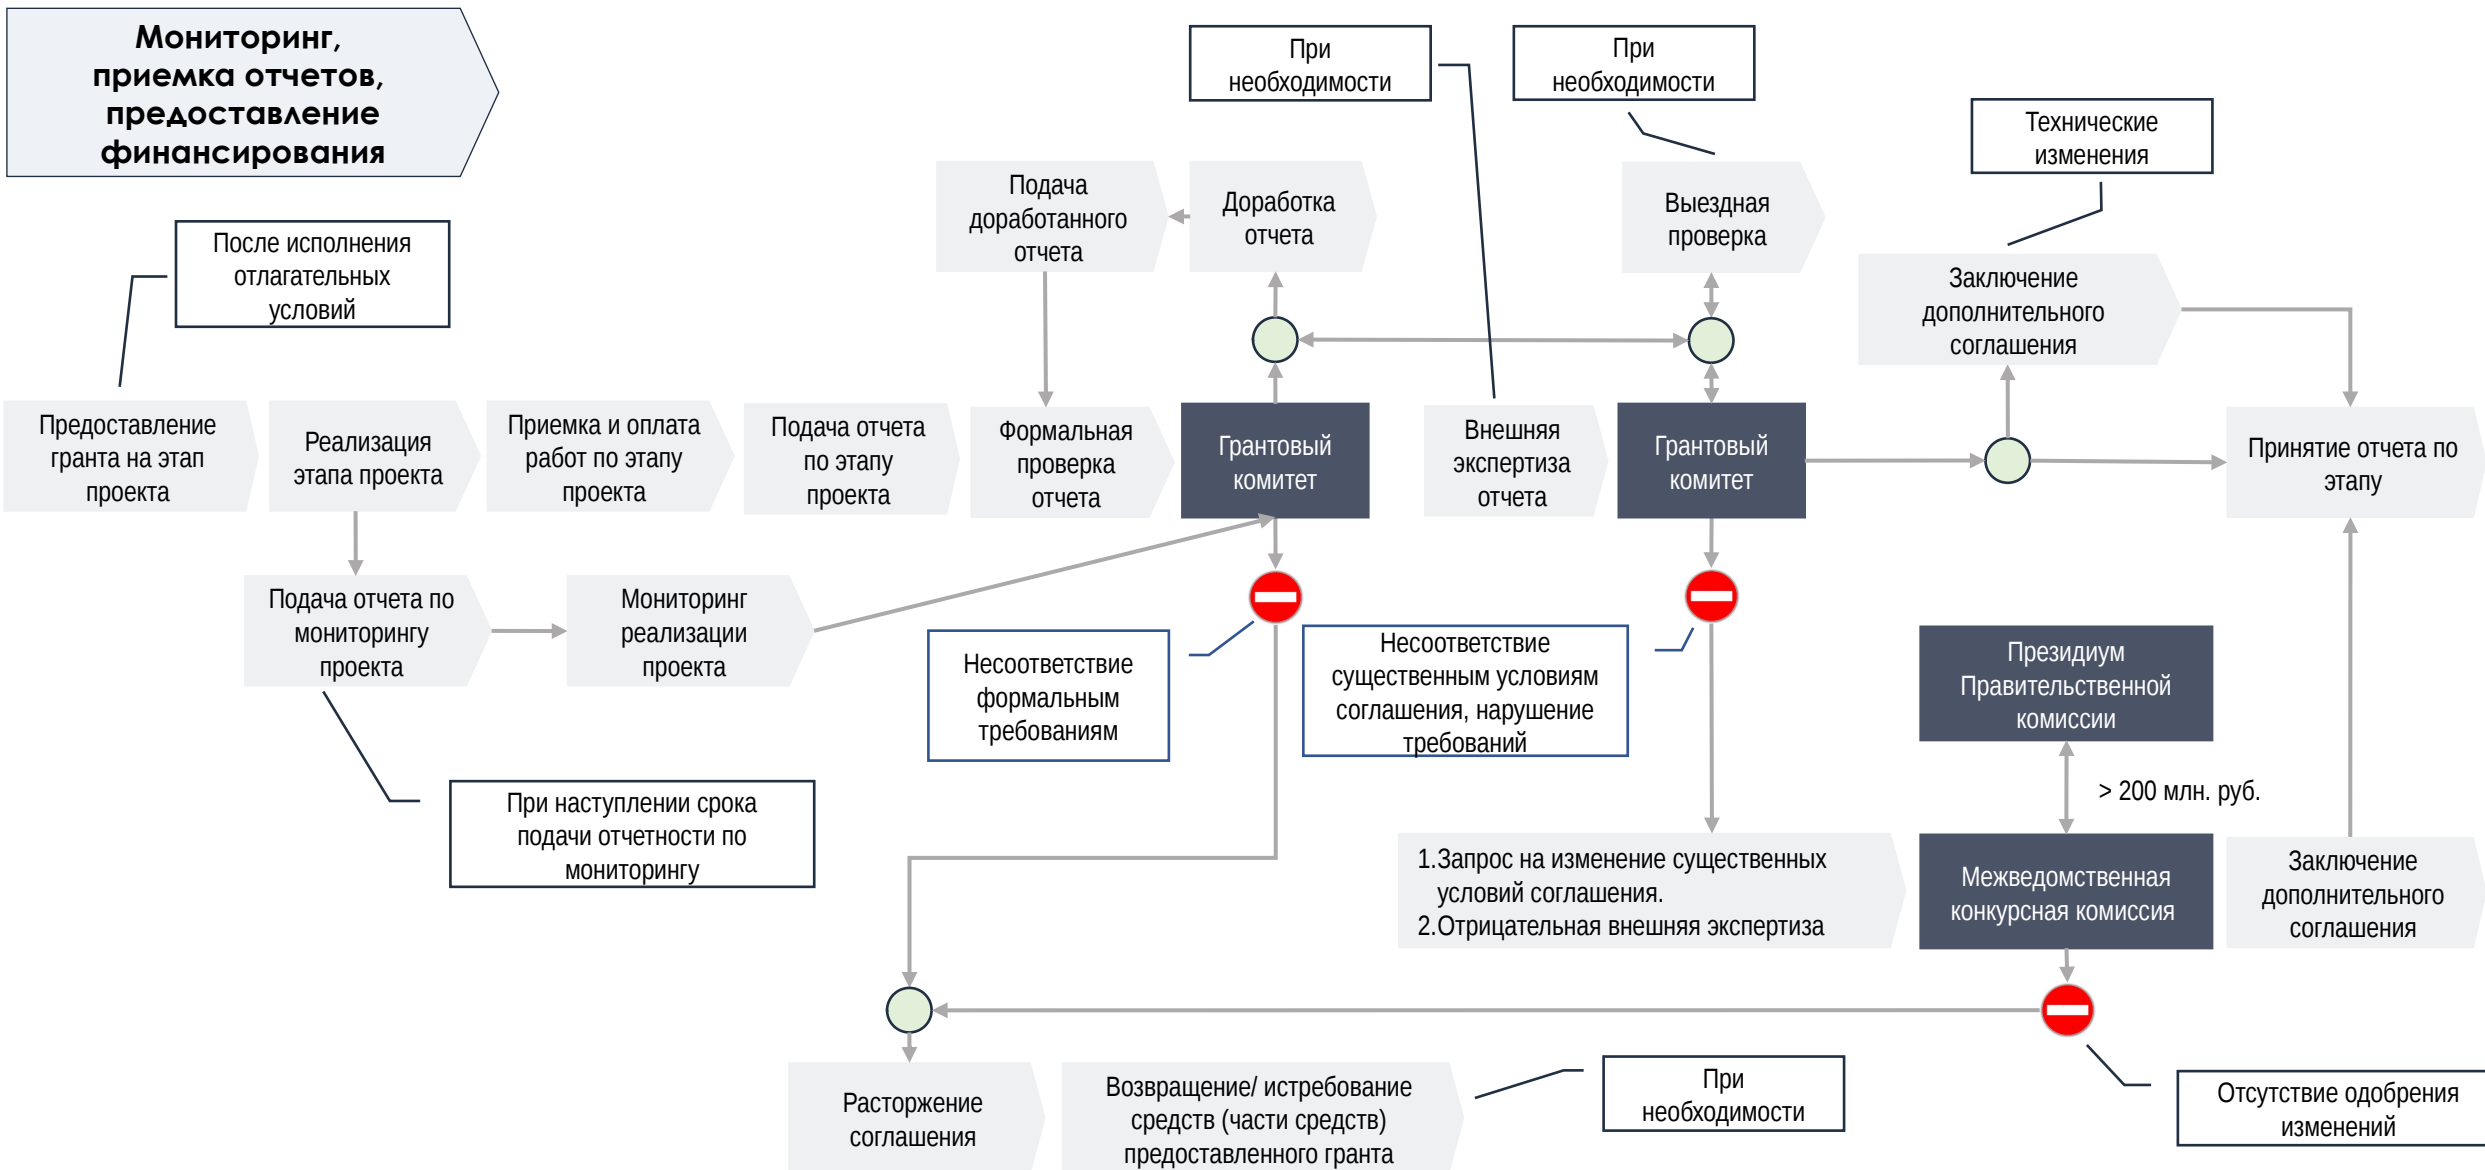 Мониторинг,
приемка отчетов,
предоставление
финансирования
При
необходимости
При
необходимости
Технические
изменения
После исполнения
отлагательных
условий
Подача
доработанного
отчета
Доработка
отчета
Выездная
проверка
Заключение
дополнительного
соглашения
Предоставление
гранта на этап
проекта
Реализация
этапа проекта
Приемка и оплата
работ по этапу
проекта
Подача отчета
по этапу
проекта
Формальная
проверка
отчета
Грантовый
комитет
Внешняя
экспертиза
отчета
Грантовый
комитет
Принятие отчета по
этапу
Подача отчета по
мониторингу
проекта
Мониторинг
реализации
проекта
Несоответствие
формальным
требованиям
Несоответствие
существенным условиям
соглашения, нарушение
требований
Президиум
Правительственной
комиссии
> 200 млн. руб.
При наступлении срока
подачи отчетности по
мониторингу
1.Запрос на изменение существенных
условий соглашения.
2.Отрицательная внешняя экспертиза
Межведомственная
конкурсная комиссия
Заключение
дополнительного
соглашения
Расторжение
соглашения
Возвращение/ истребование
средств (части средств)
предоставленного гранта
При
необходимости
Отсутствие одобрения
изменений